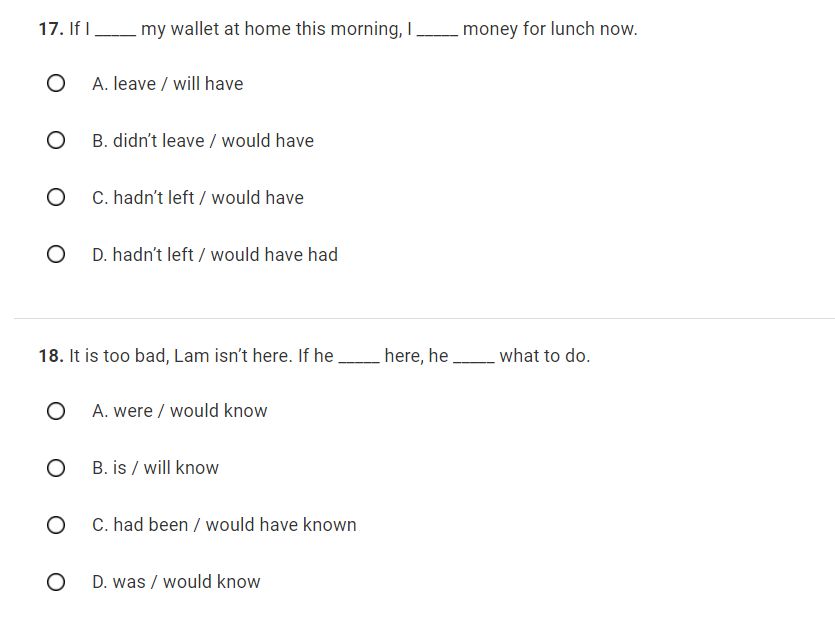 17. If I _____ my wallet at home this morning, I _____ money for lunch now.
A. leave / will have
B. didn’t leave / would have
C. hadn’t left / would have
D. hadn’t left / would have had
18. It is too bad, Lam isn’t here. If he _____ here, he _____ what to do.
A. were / would know
B. is / will know
C. had been / would have known
D. was / would know